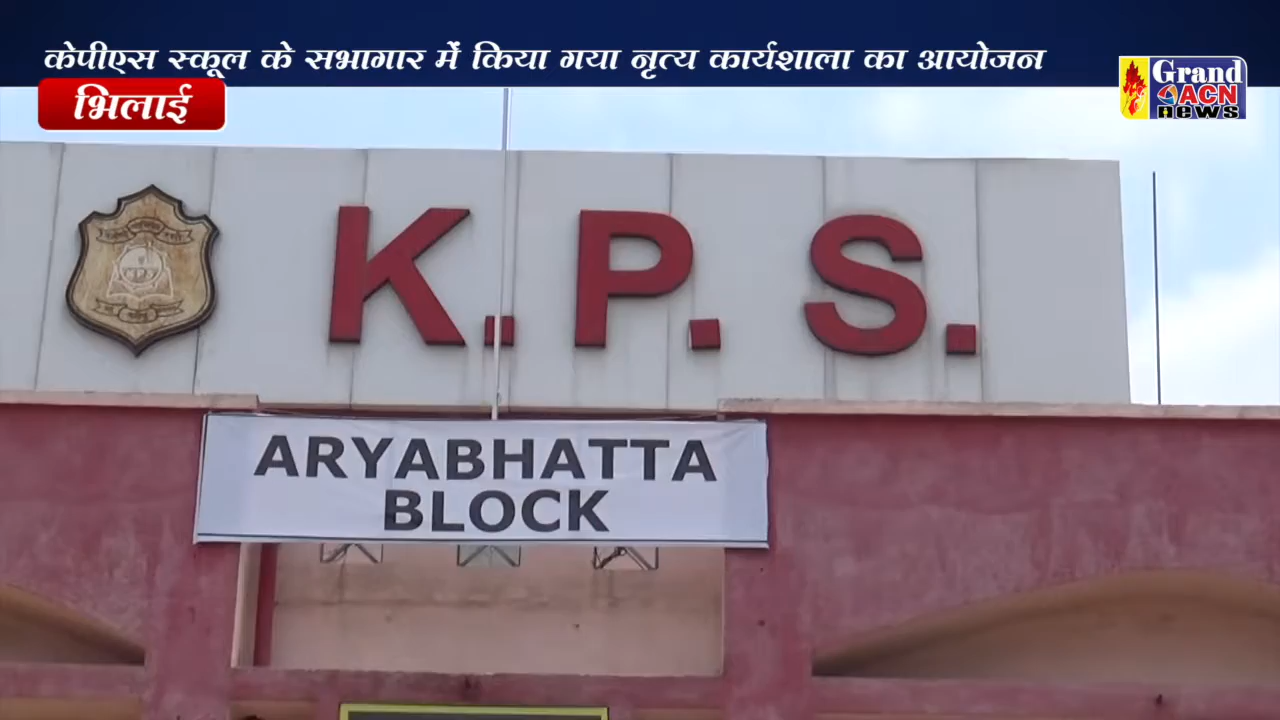 केपीएस स्कूल के सभागार में किया गया नृत्य कार्यशाला का आयोजन
भिलाई
Grand
ACN
news
K.P.S.
ARYABHATTA
BLOCK